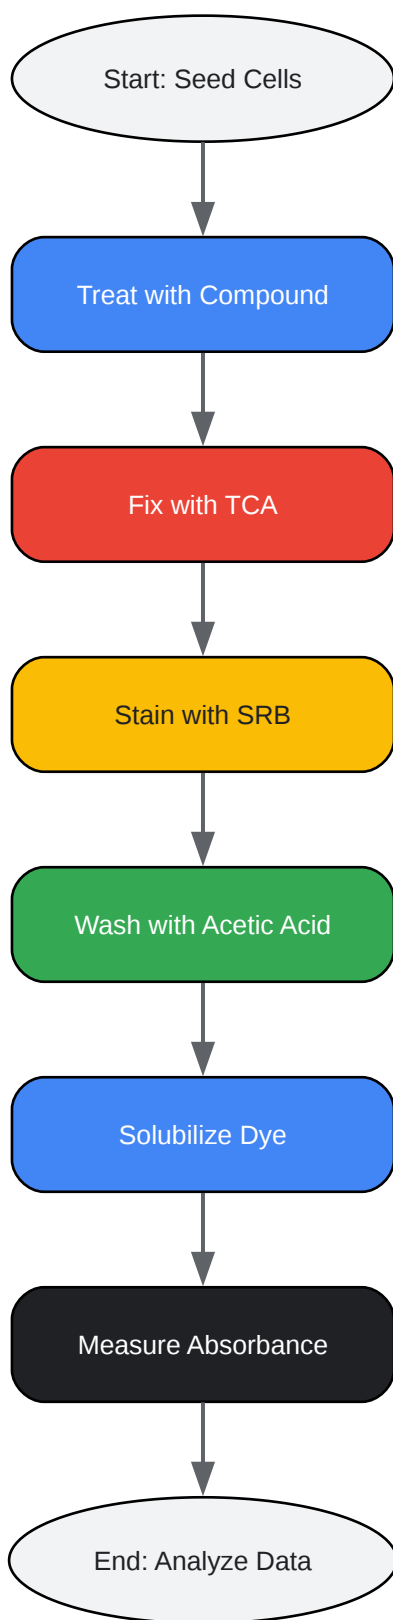 Start: Seed Cells
Treat with Compound
Fix with TCA
Stain with SRB
Wash with Acetic Acid
Solubilize Dye
Measure Absorbance
End: Analyze Data